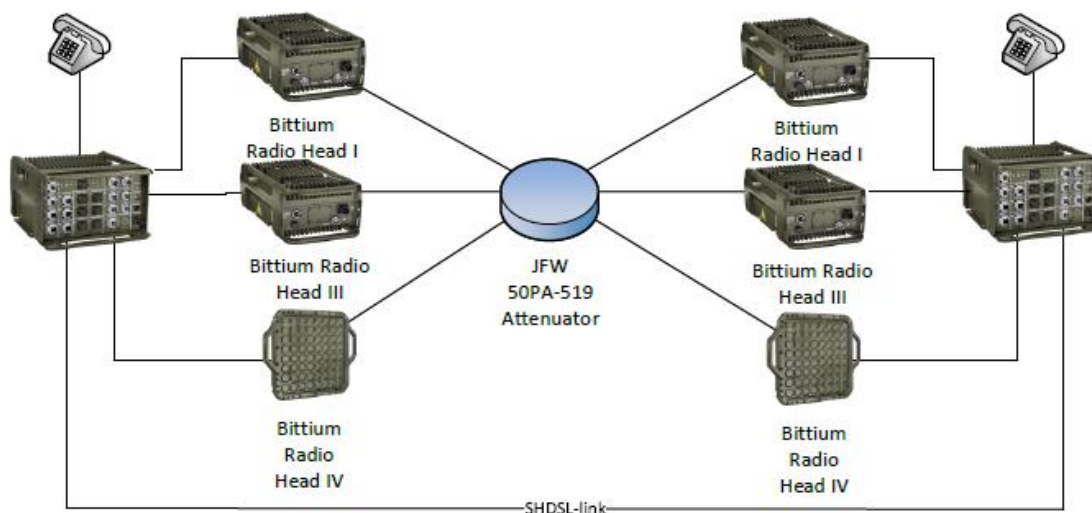 Bittium
Radio Head I
Bittium
Radio Head I
Bittium Radio
Head III
JFW
50PA-519
Attenuator
Bittium Radio
Head III
Bittium
Radio
Head IV
Bittium
Radio
Head IV
SHDSL-link